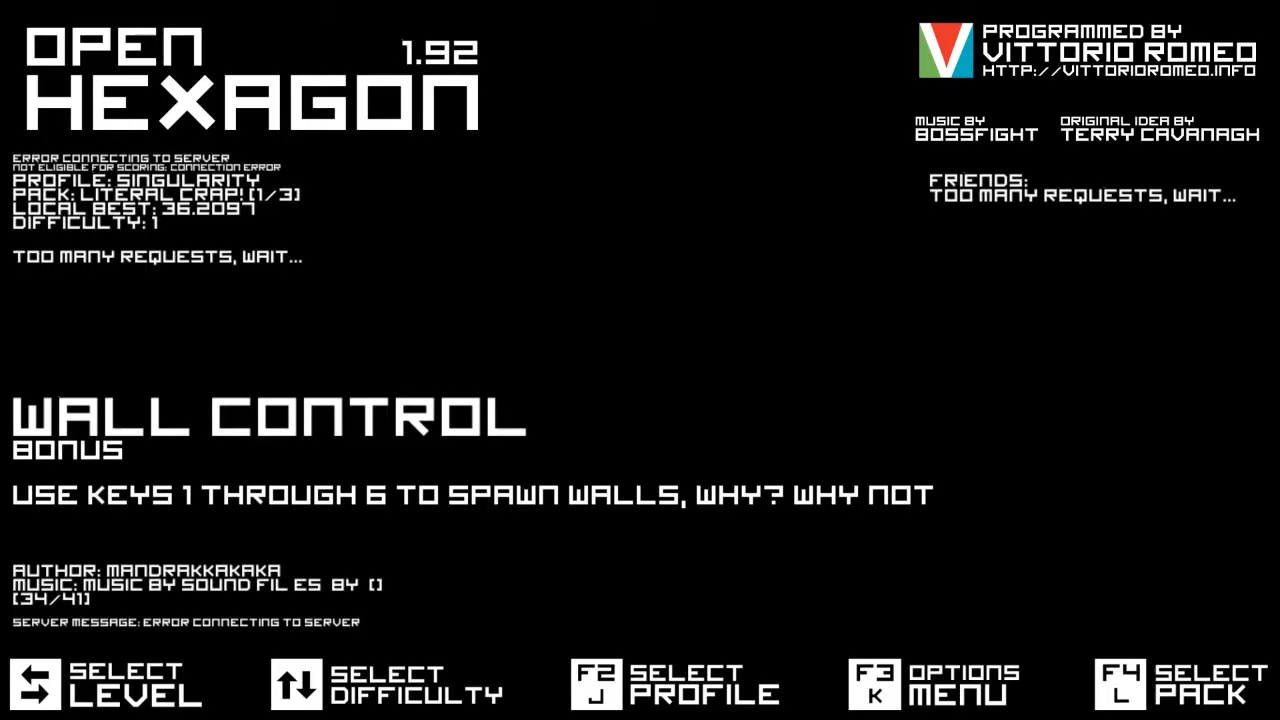 OPEN
HEXAGON
1.92
PROGRAMMED BY
VITTORIO ROMEO
HTTP://VITTORIOROMEO.INFO
MUSIC BY
BOSSFIGHT
ORIGINAL IDEA BY
TERRY CAVANAGH
ERROR CONNECTING TO SERVER
NOT ELIGIBLE FOR SCORING: CONNECTION ERROR
PROFILE: SINGULARITY
PACK: LITERAL CRAP! [1/3]
LOCAL BEST: 36.2097
DIFFICULTY: 1
TOO MANY REQUESTS, WAIT...
FRIENDS:
TOO MANY REQUESTS, WAIT...
WALL CONTROL
BONUS
USE KEYS 1 THROUGH 6 TO SPAWN WALLS, WHY? WHY NOT
AUTHOR: MANDRAKKAKAKA
MUSIC: MUSIC BY SOUND FIL ES BY []
[34/41]
SERVER MESSAGE: ERROR CONNECTING TO SERVER
SELECT
LEVEL
SELECT
DIFFICULTY
F2
J
SELECT
PROFILE
F3
K
OPTIONS
MENU
F4
L
SELECT
PACK